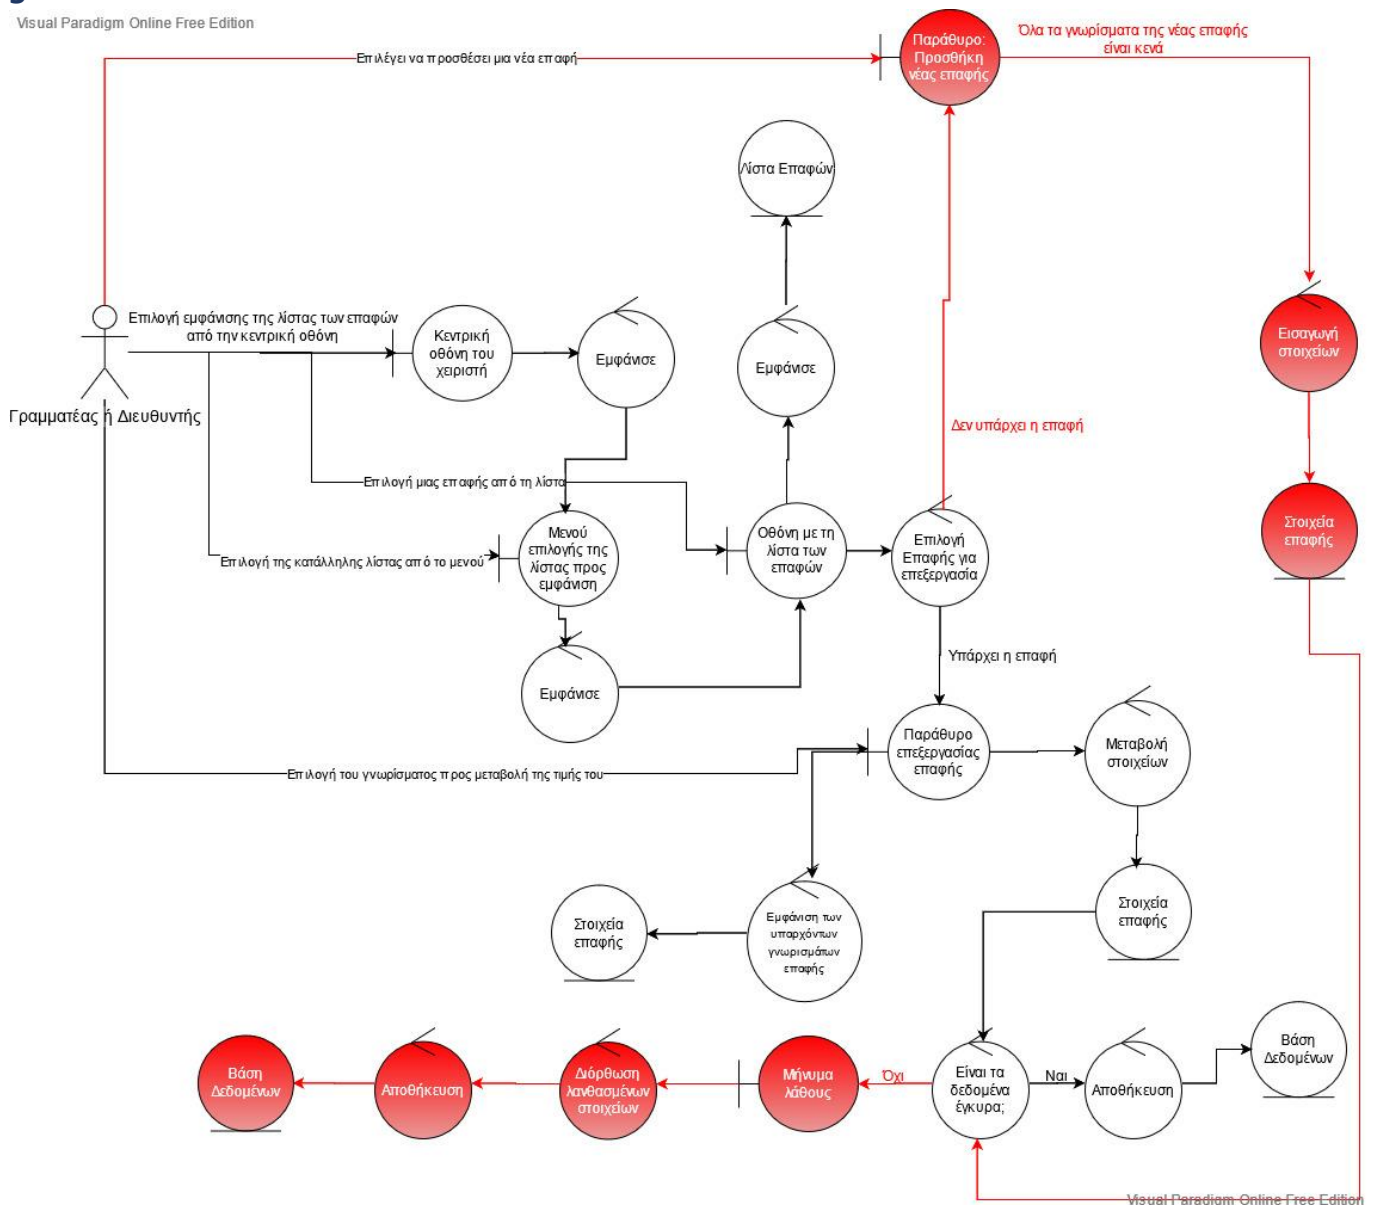 Visual Paradigm Online Free Edition
Επιλέγει να προσθέσει μια νέα επαφή
Παράθυρο:
Προσθήκη
νέας επαφής
Όλα τα γνωρίσματα της νέας επαφής
είναι κενά
Λίστα Επαφών
Επιλογή εμφάνισης της λίστας των επαφών
από την κεντρική οθόνη
Κεντρική
οθόνη του
χειριστή
Εμφάνισε
Εμφάνισε
Εισαγωγή
στοιχείων
Γραμματέας ή Διευθυντής
Δεν υπάρχει η επαφή
Επιλογή μιας επαφής από τη λίστα
Στοιχεία
επαφής
Μενού
επιλογής της
λίστας προς
εμφάνιση
Οθόνη με τη
λίστα των
επαφών
Επιλογή
Επαφής για
επεξεργασία
Επιλογή της κατάλληλης λίστας από το μενού
Εμφάνισε
Υπάρχει η επαφή
Παράθυρο
επεξεργασίας
επαφής
Μεταβολή
στοιχείων
Επιλογή του γνωρίσματος προς μεταβολή της τιμής του
Στοιχεία
επαφής
Εμφάνιση των
υπαρχόντων
γνωρισμάτων
επαφής
Στοιχεία
επαφής
Βάση
Δεδομένων
Αποθήκευση
Διόρθωση
λανθασμένων
στοιχείων
Μήνυμα
λάθους
Όχι
Είναι τα
δεδομένα
έγκυρα;
Ναι
Αποθήκευση
Βάση
Δεδομένων
Visual Paradigm Online Free Edition